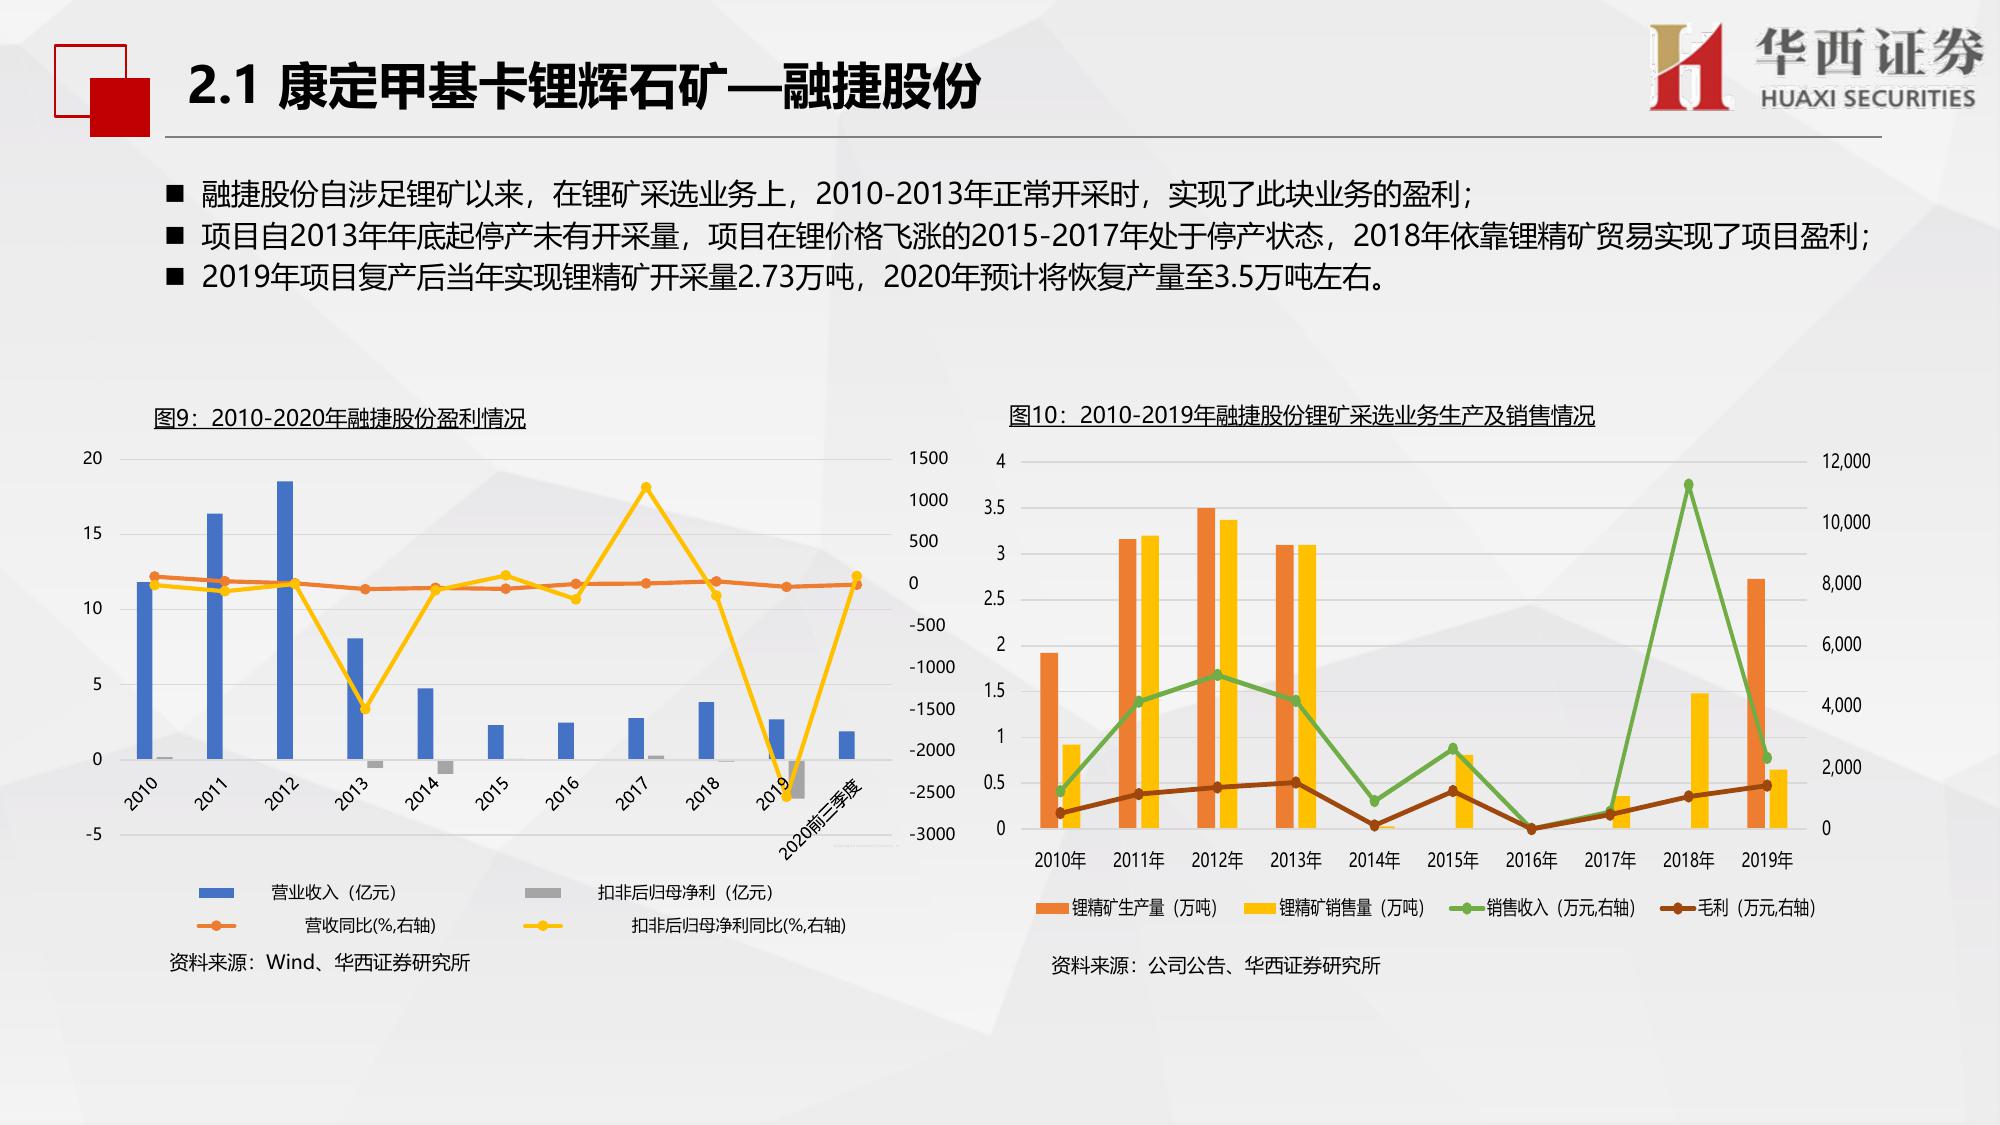 2.1 康定甲基卡锂辉石矿—融捷股份
华西证券
HUAXI SECURITIES
■ 融捷股份自涉足锂矿以来，在锂矿采选业务上，2010-2013年正常开采时，实现了此块业务的盈利；
■ 项目自2013年年底起停产未有开采量，项目在锂价格飞涨的2015-2017年处于停产状态，2018年依靠锂精矿贸易实现了项目盈利；
■ 2019年项目复产后当年实现锂精矿开采量2.73万吨，2020年预计将恢复产量至3.5万吨左右。
图9：2010-2020年融捷股份盈利情况
20
15
10
5
0
-5
1500
1000
500
0
-500
-1000
-1500
-2000
-2500
-3000
2010
2011
2012
2013
2014
2015
2016
2017
2018
2019
2020前三季度
营业收入（亿元）
扣非后归母净利（亿元）
营收同比(%,右轴)
扣非后归母净利同比(%,右轴)
资料来源：Wind、华西证券研究所
图10：2010-2019年融捷股份锂矿采选业务生产及销售情况
4
3.5
3
2.5
2
1.5
1
0.5
0
12,000
10,000
8,000
6,000
4,000
2,000
0
2010年
2011年
2012年
2013年
2014年
2015年
2016年
2017年
2018年
2019年
锂精矿生产量（万吨）
锂精矿销售量（万吨）
销售收入（万元,右轴）
毛利（万元,右轴）
资料来源：公司公告、华西证券研究所